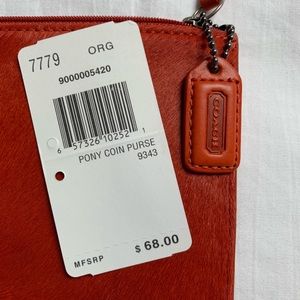 7779 ORG
9000005420
6 57326 10252 1
PONY COIN PURSE
9343
MFSRP $ 68.00
COACH